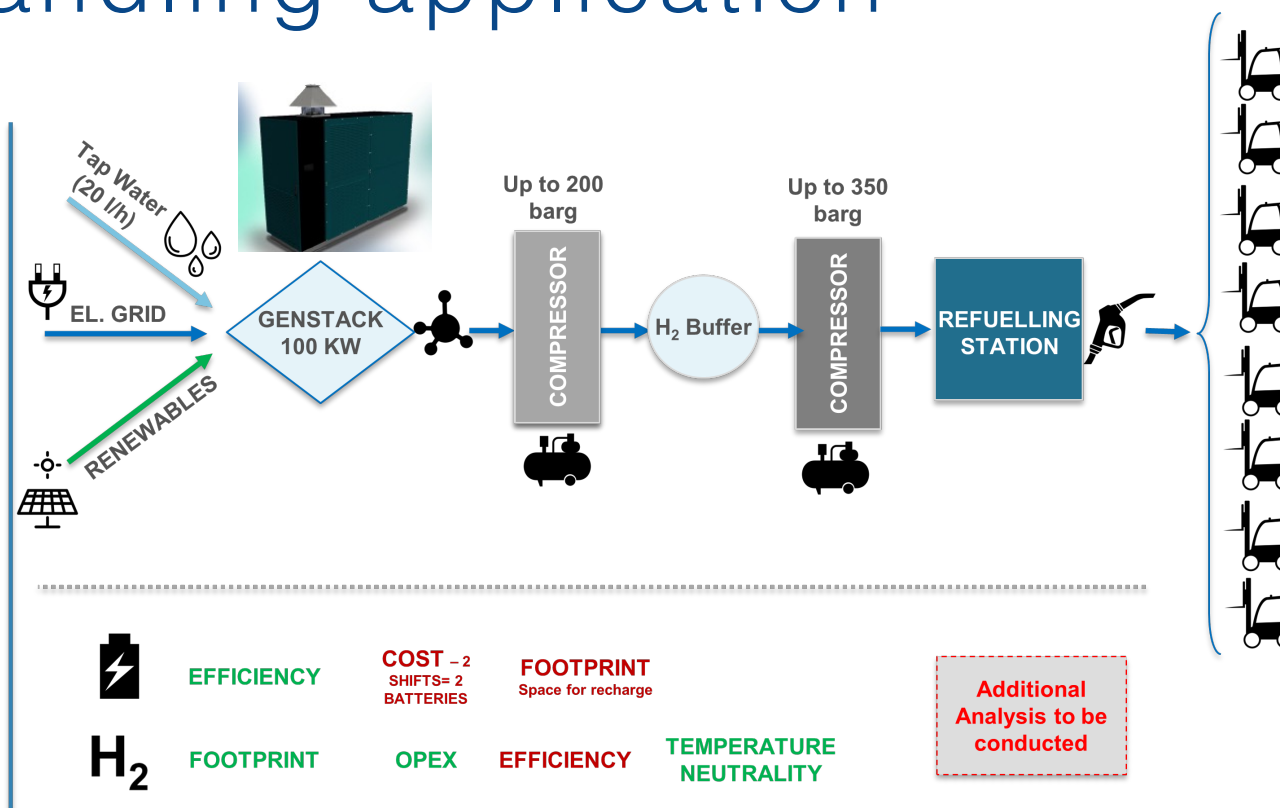 andling application
Tap Water
(20 l/h)
EL. GRID
RENEWABLES
GENSTACK
100 KW
Up to 200
barg
COMPRESSOR
H₂ Buffer
Up to 350
barg
COMPRESSOR
REFUELLING
STATION
EFFICIENCY
COST – 2
SHIFTS= 2
BATTERIES
FOOTPRINT
Space for recharge
H₂
FOOTPRINT
OPEX
EFFICIENCY
TEMPERATURE
NEUTRALITY
Additional
Analysis to be
conducted